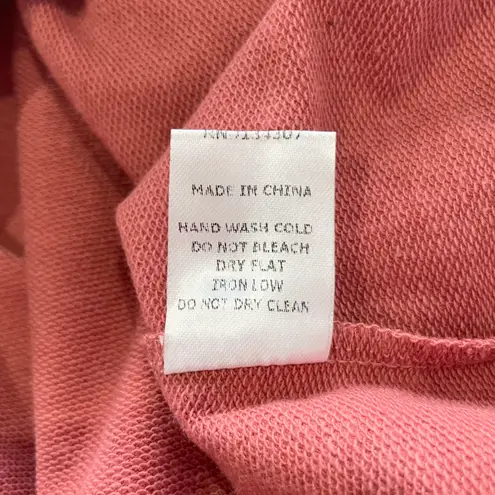 MADE IN CHINA
HAND WASH COLD
DO NOT BLEACH
DRY FLAT
IRON LOW
DO NOT DRY CLEAN